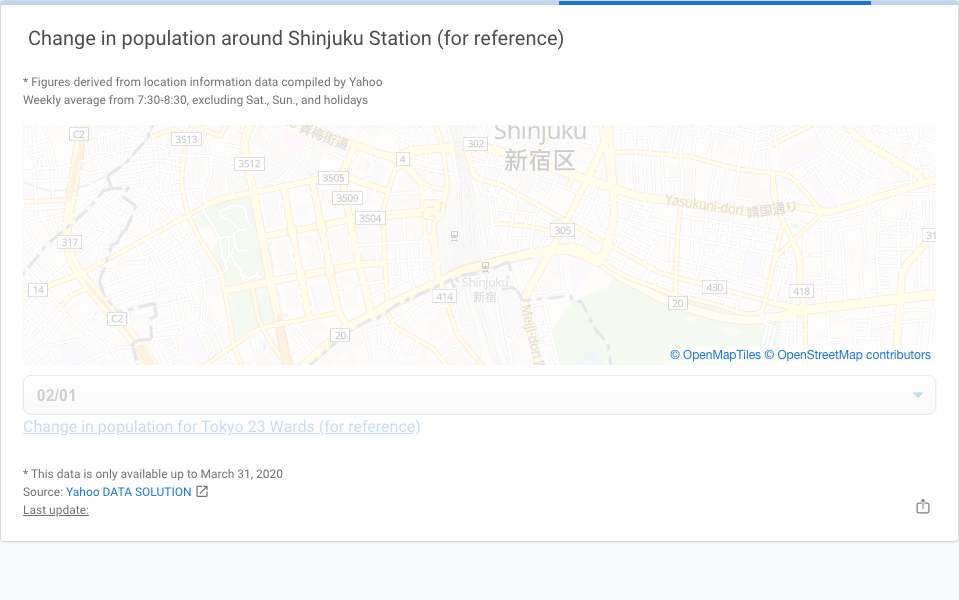 Change in population around Shinjuku Station (for reference)
* Figures derived from location information data compiled by Yahoo
Weekly average from 7:30-8:30, excluding Sat., Sun., and holidays
C2
3513
青梅街道
302
Shinjuku
新宿区
3512
4
3505
3509
3504
Yasukuni-dori 靖国通り
317
305
31
14
Shinjuku
新宿
414
430
418
20
C2
20
Meiji-dori
© OpenMapTiles © OpenStreetMap contributors
02/01
Change in population for Tokyo 23 Wards (for reference)
* This data is only available up to March 31, 2020
Source: Yahoo DATA SOLUTION
Last update: